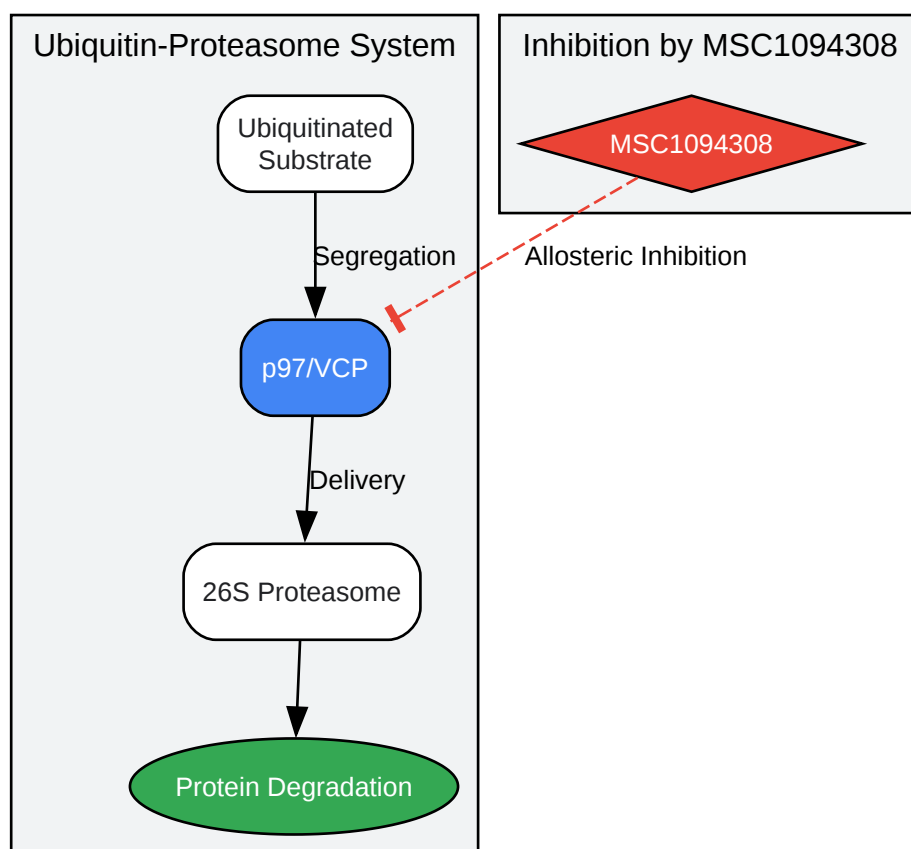 Ubiquitin-Proteasome System
Inhibition by MSC1094308
Ubiquitinated
Substrate
MSC1094308
Segregation
Allosteric Inhibition
p97/VCP
Delivery
26S Proteasome
Protein Degradation